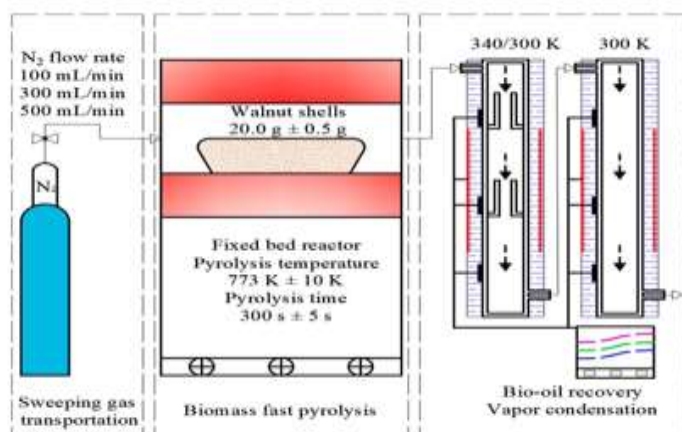 N₂ flow rate
100 mL/min
300 mL/min
500 mL/min
N₂
Sweeping gas
transportation
Walnut shells
20.0 g ± 0.5 g
Fixed bed reactor
Pyrolysis temperature
773 K ± 10 K
Pyrolysis time
300 s ± 5 s
Biomass fast pyrolysis
340/300 K
300 K
Bio-oil recovery
Vapor condensation